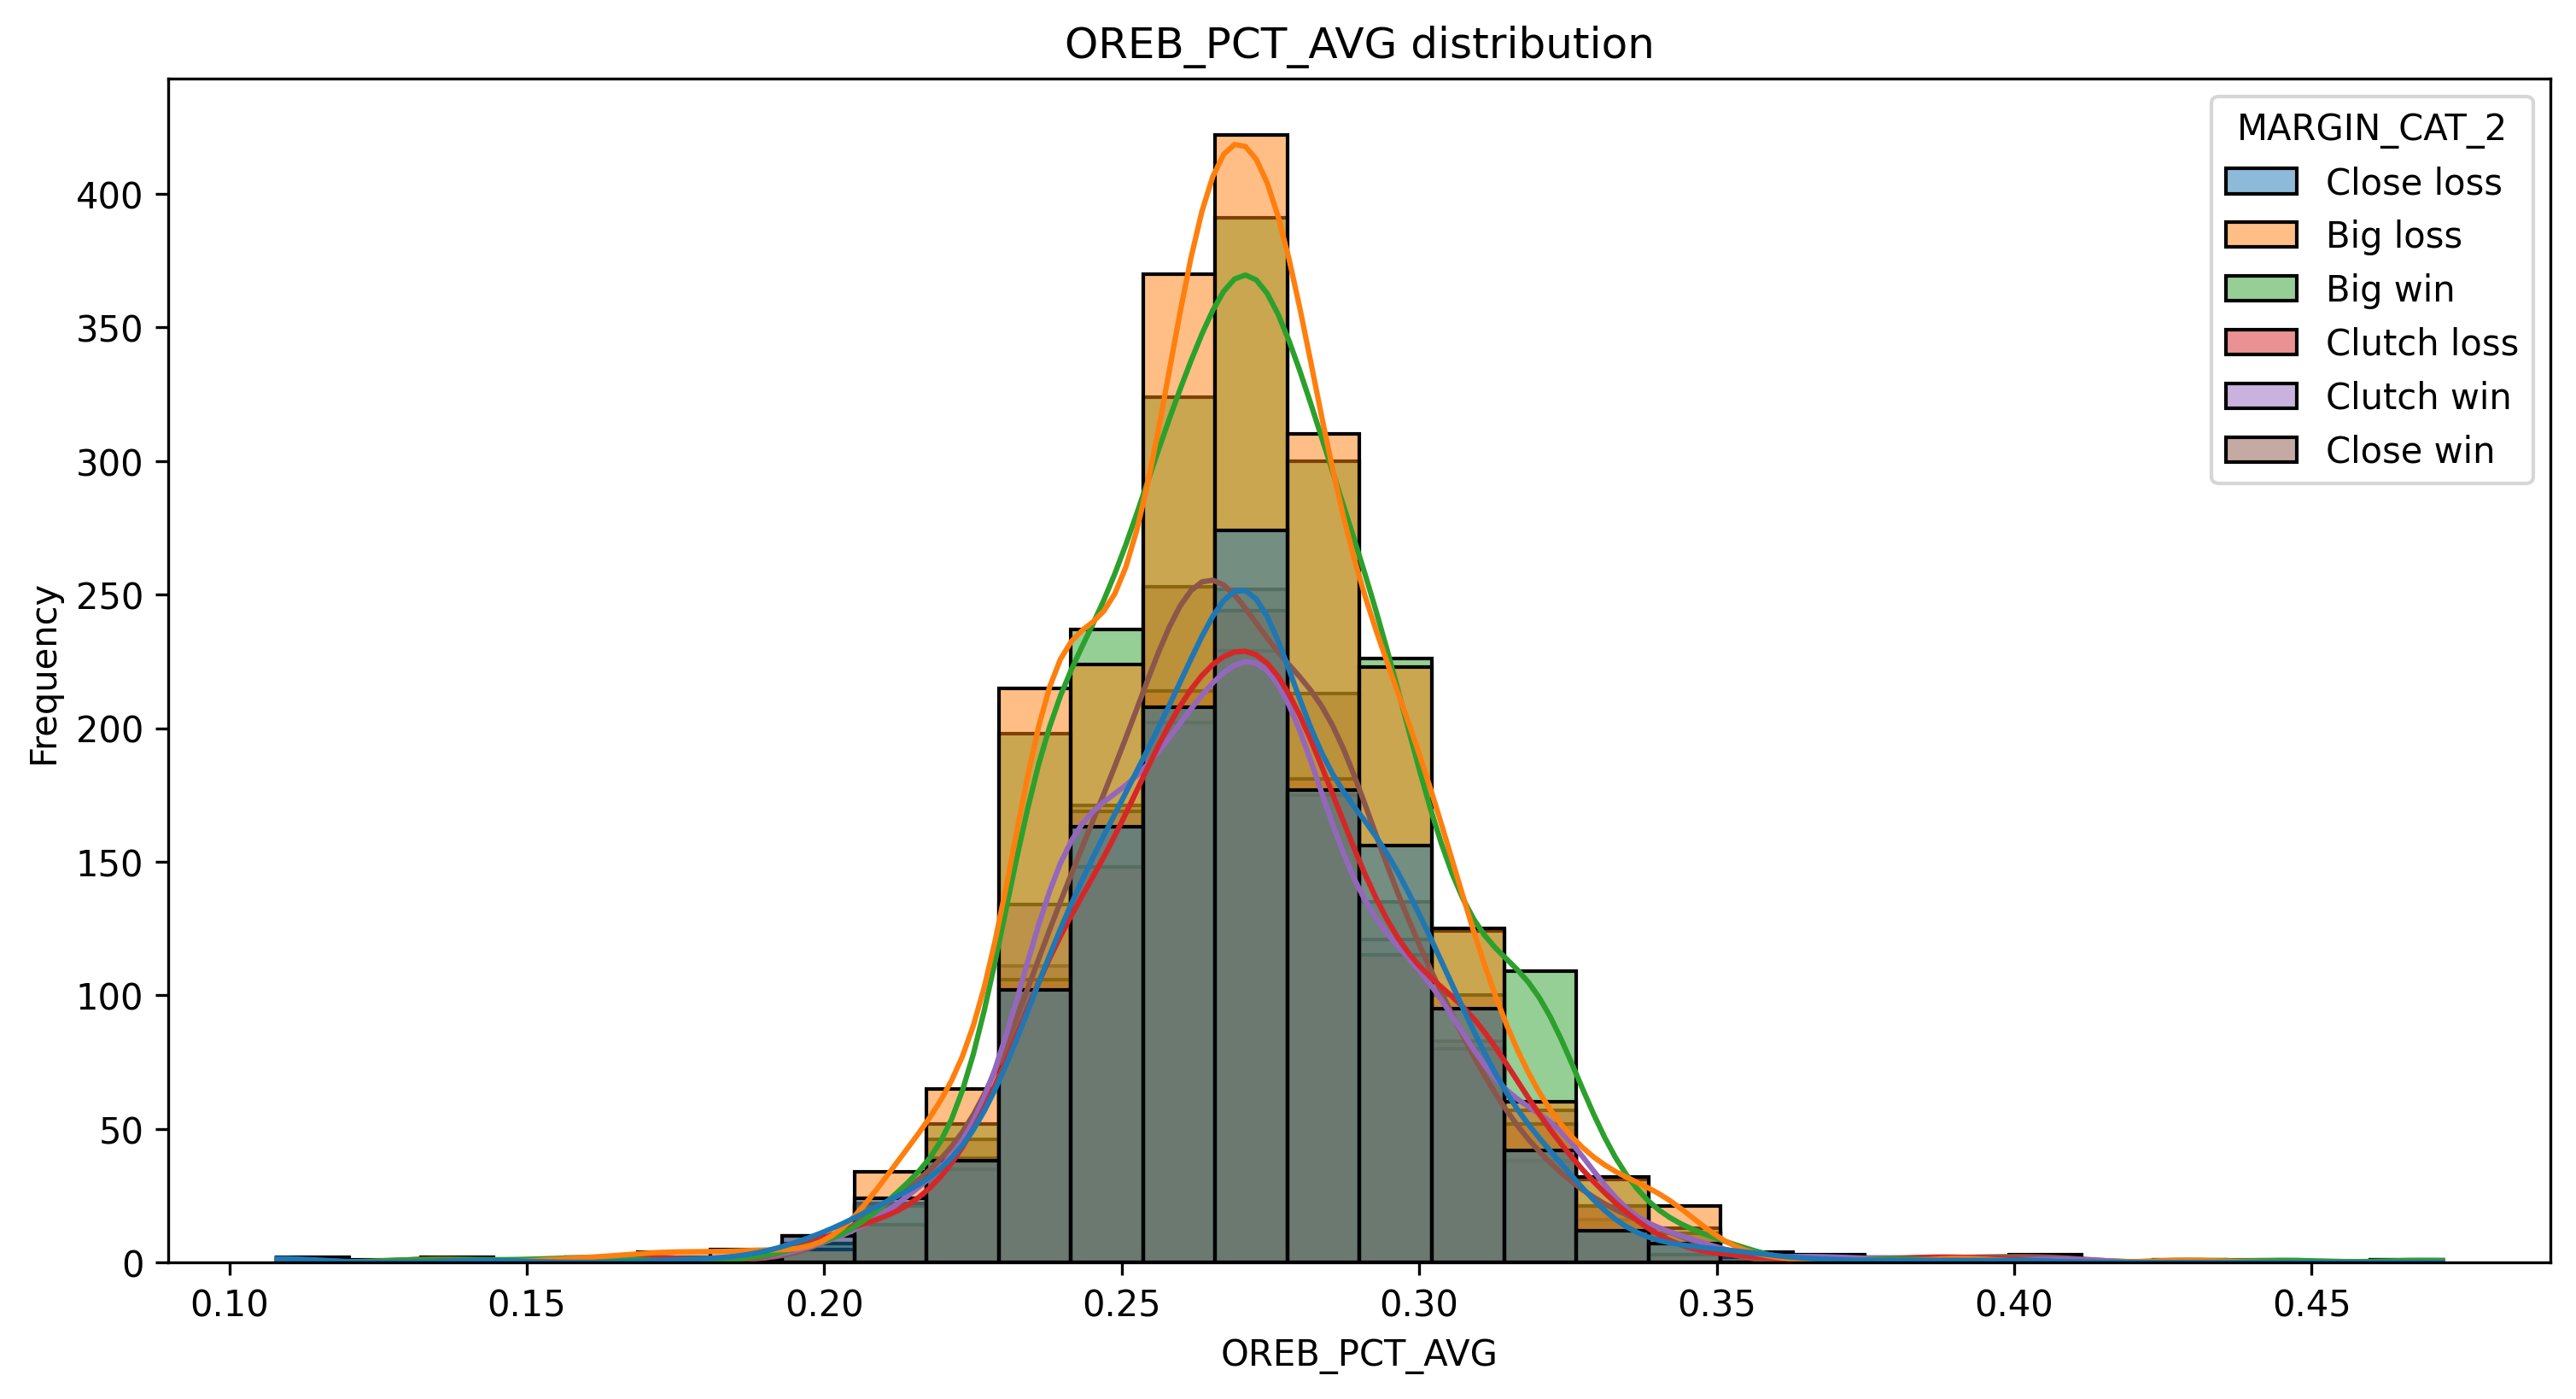 OREB_PCT_AVG distribution
MARGIN_CAT_2
Close loss
Big loss
Big win
Clutch loss
Clutch win
Close win
Frequency
400
350
300
250
200
150
100
50
0
0.10 0.15 0.20 0.25 0.30 0.35 0.40 0.45
OREB_PCT_AVG